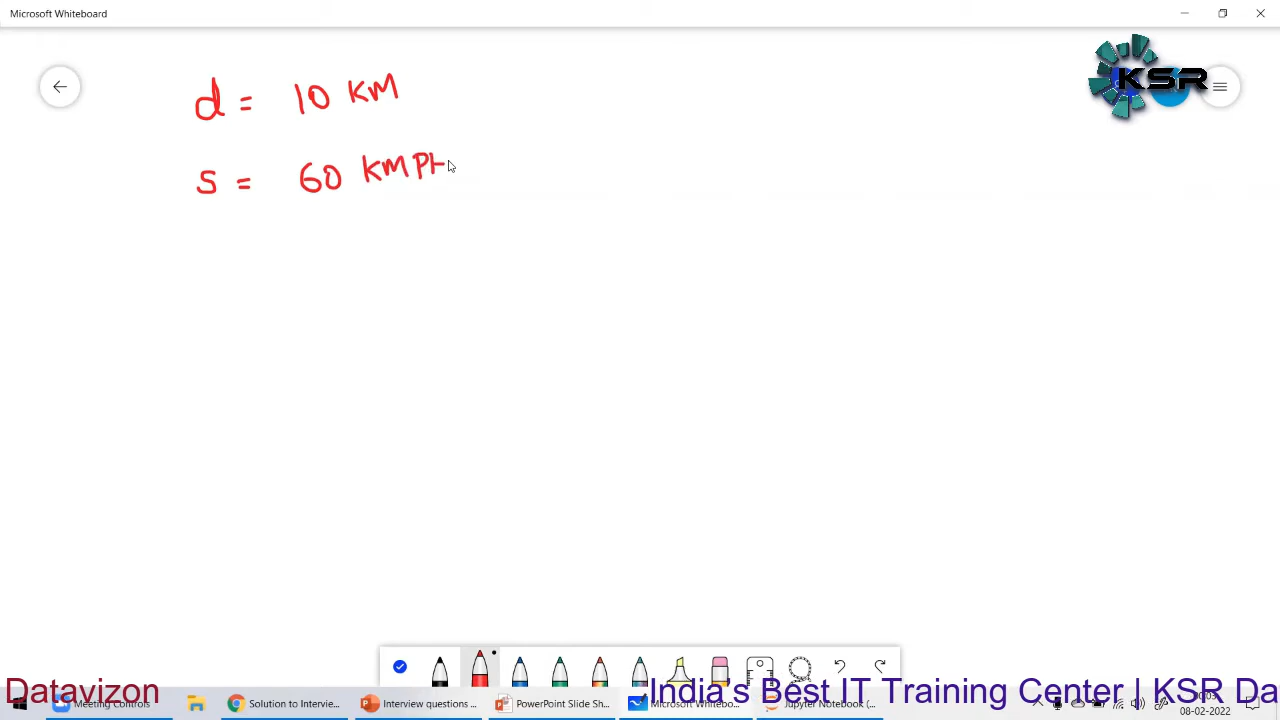 Microsoft Whiteboard
KSR
d = 10 KM
s = 60 KMPH
Datavizon
India's Best IT Training Center | KSR Da
Meeting Controls
Solution to Intervie...
Interview questions ...
PowerPoint Slide Sh...
Microsoft Whitebo...
Jupyter Notebook (...
08-02-2022